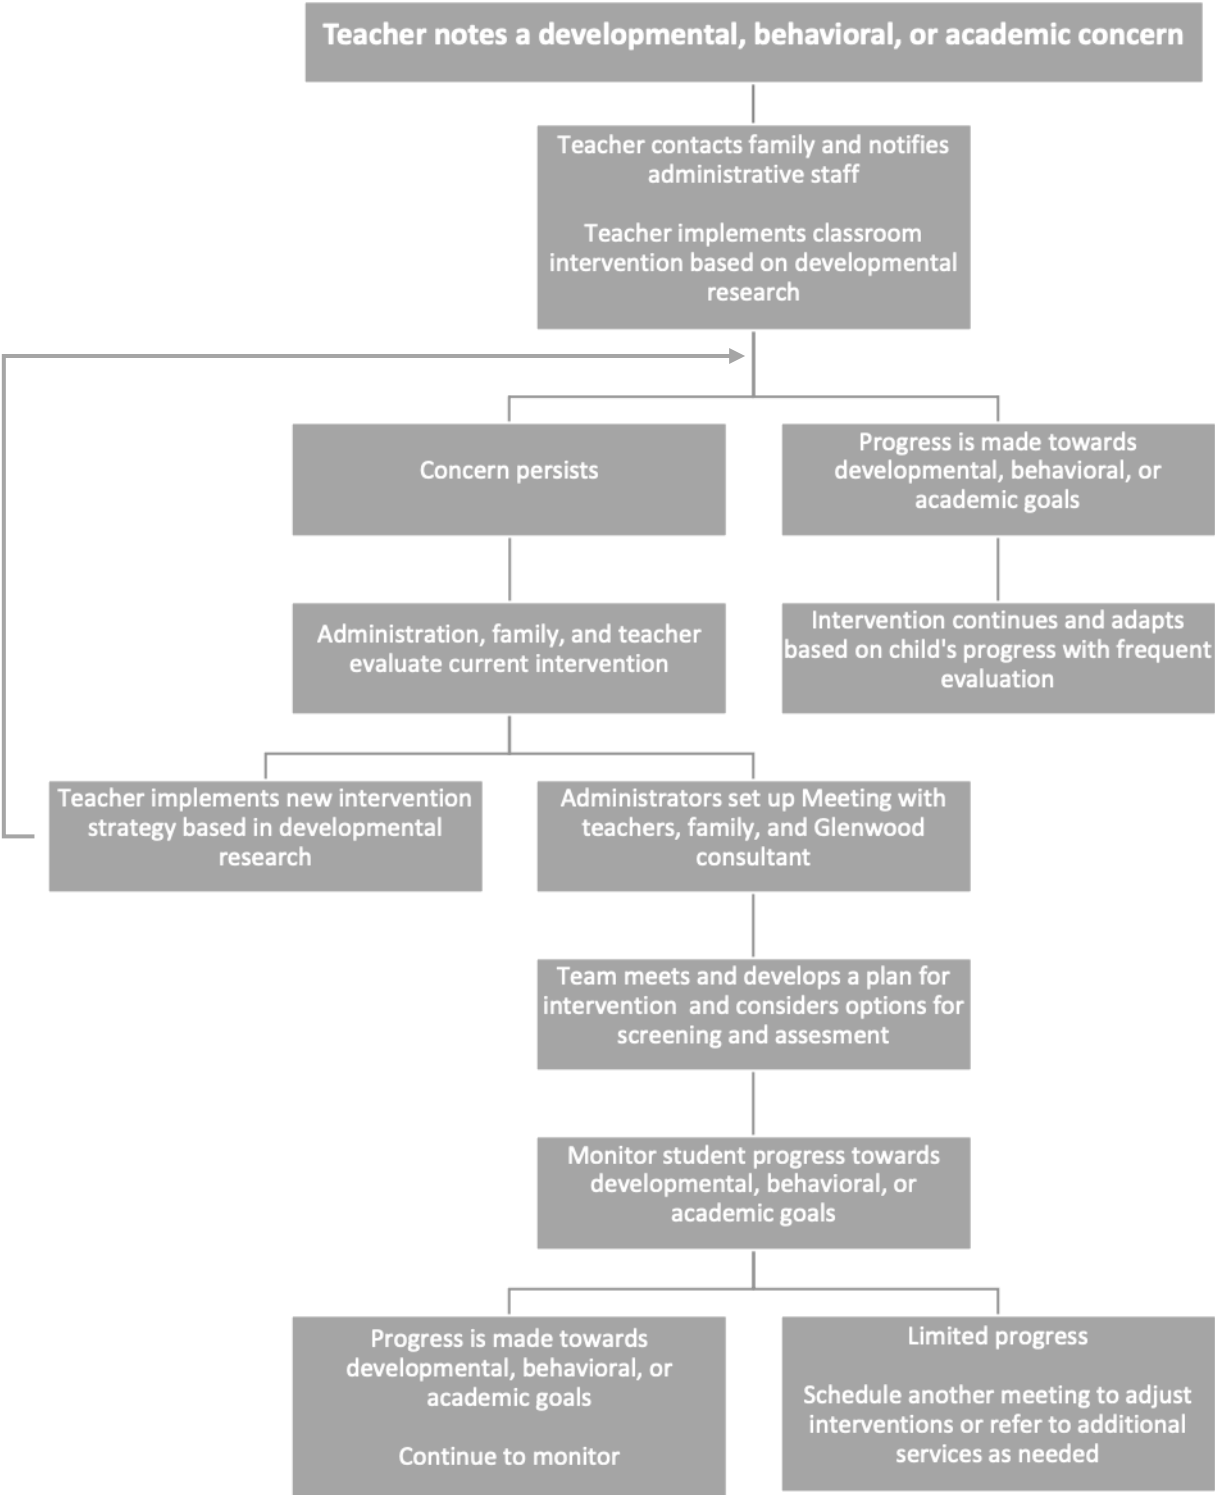 Teacher notes a developmental, behavioral, or academic concern
Teacher contacts family and notifies
administrative staff
Teacher implements classroom
intervention based on developmental
research
Concern persists
Progress is made towards
developmental, behavioral, or
academic goals
Administration, family, and teacher
evaluate current intervention
Intervention continues and adapts
based on child's progress with frequent
evaluation
Teacher implements new intervention
strategy based in developmental
research
Administrators set up Meeting with
teachers, family, and Glenwood
consultant
Team meets and develops a plan for
intervention  and considers options for
screening and assesment
Monitor student progress towards
developmental, behavioral, or
academic goals
Progress is made towards
developmental, behavioral, or
academic goals
Continue to monitor
Limited progress
Schedule another meeting to adjust
interventions or refer to additional
services as needed